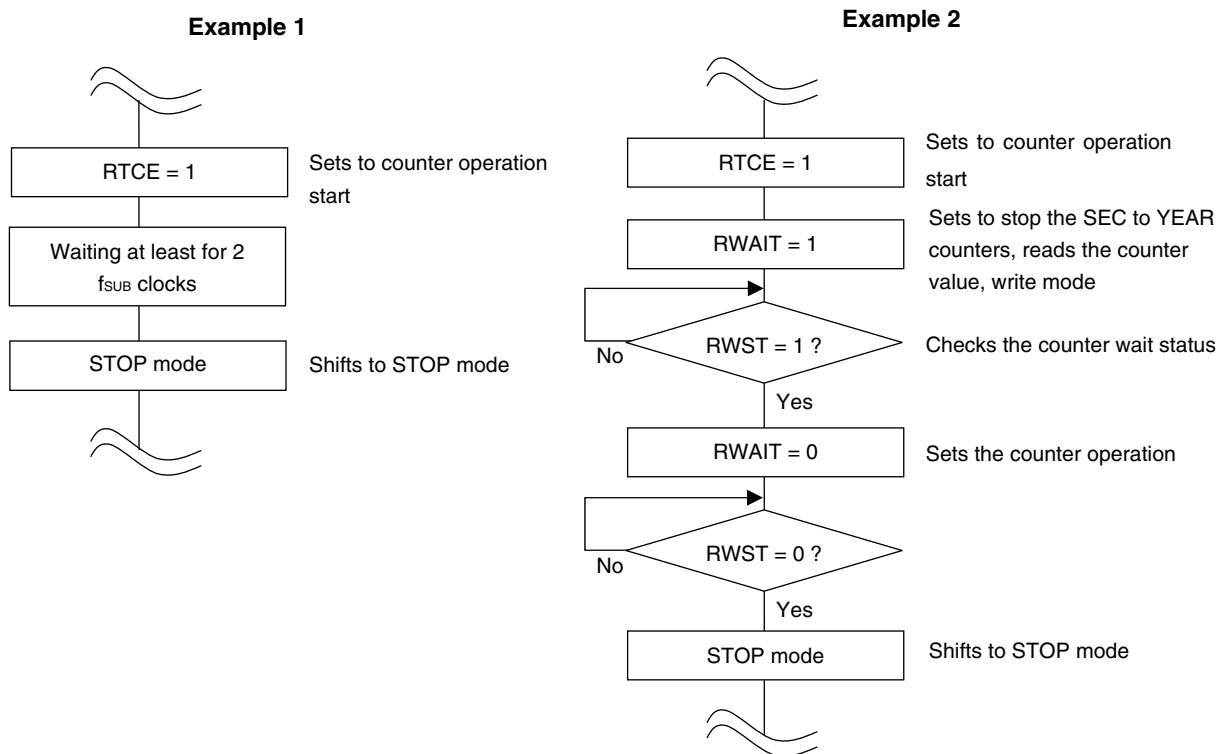 Example 1
RTCE = 1
Sets to counter operation
start
Waiting at least for 2
fSUB clocks
STOP mode
Shifts to STOP mode
Example 2
RTCE = 1
Sets to counter operation
start
RWAIT = 1
Sets to stop the SEC to YEAR
counters, reads the counter
value, write mode
RWST = 1 ?
No
Checks the counter wait status
Yes
RWAIT = 0
Sets the counter operation
RWST = 0 ?
No
Yes
STOP mode
Shifts to STOP mode